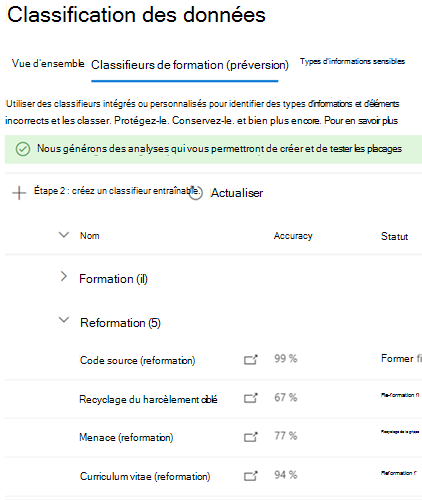 Classification des données
Vue d'ensemble Classifieurs de formation (préversion) Types d'informations sensibles
Utiliser des classifieurs intégrés ou personnalisés pour identifier des types d'informations et d'éléments
incorrects et les classer. Protégez-le. Conservez-le. et bien plus encore. Pour en savoir plus
Nous générons des analyses qui vous permettront de créer et de tester les placages
Étape 2 : créez un classifieur entraînable. Actualiser
Nom Accuracy Statut
Formation (il)
Reformation (5)
Code source (reformation) 99 % Former fi
Recyclage du harcèlement ciblé 67 % Re-formation
Menace (reformation) 77 % Recyclage de la
Curriculum vitae (reformation) 94 % Reformation